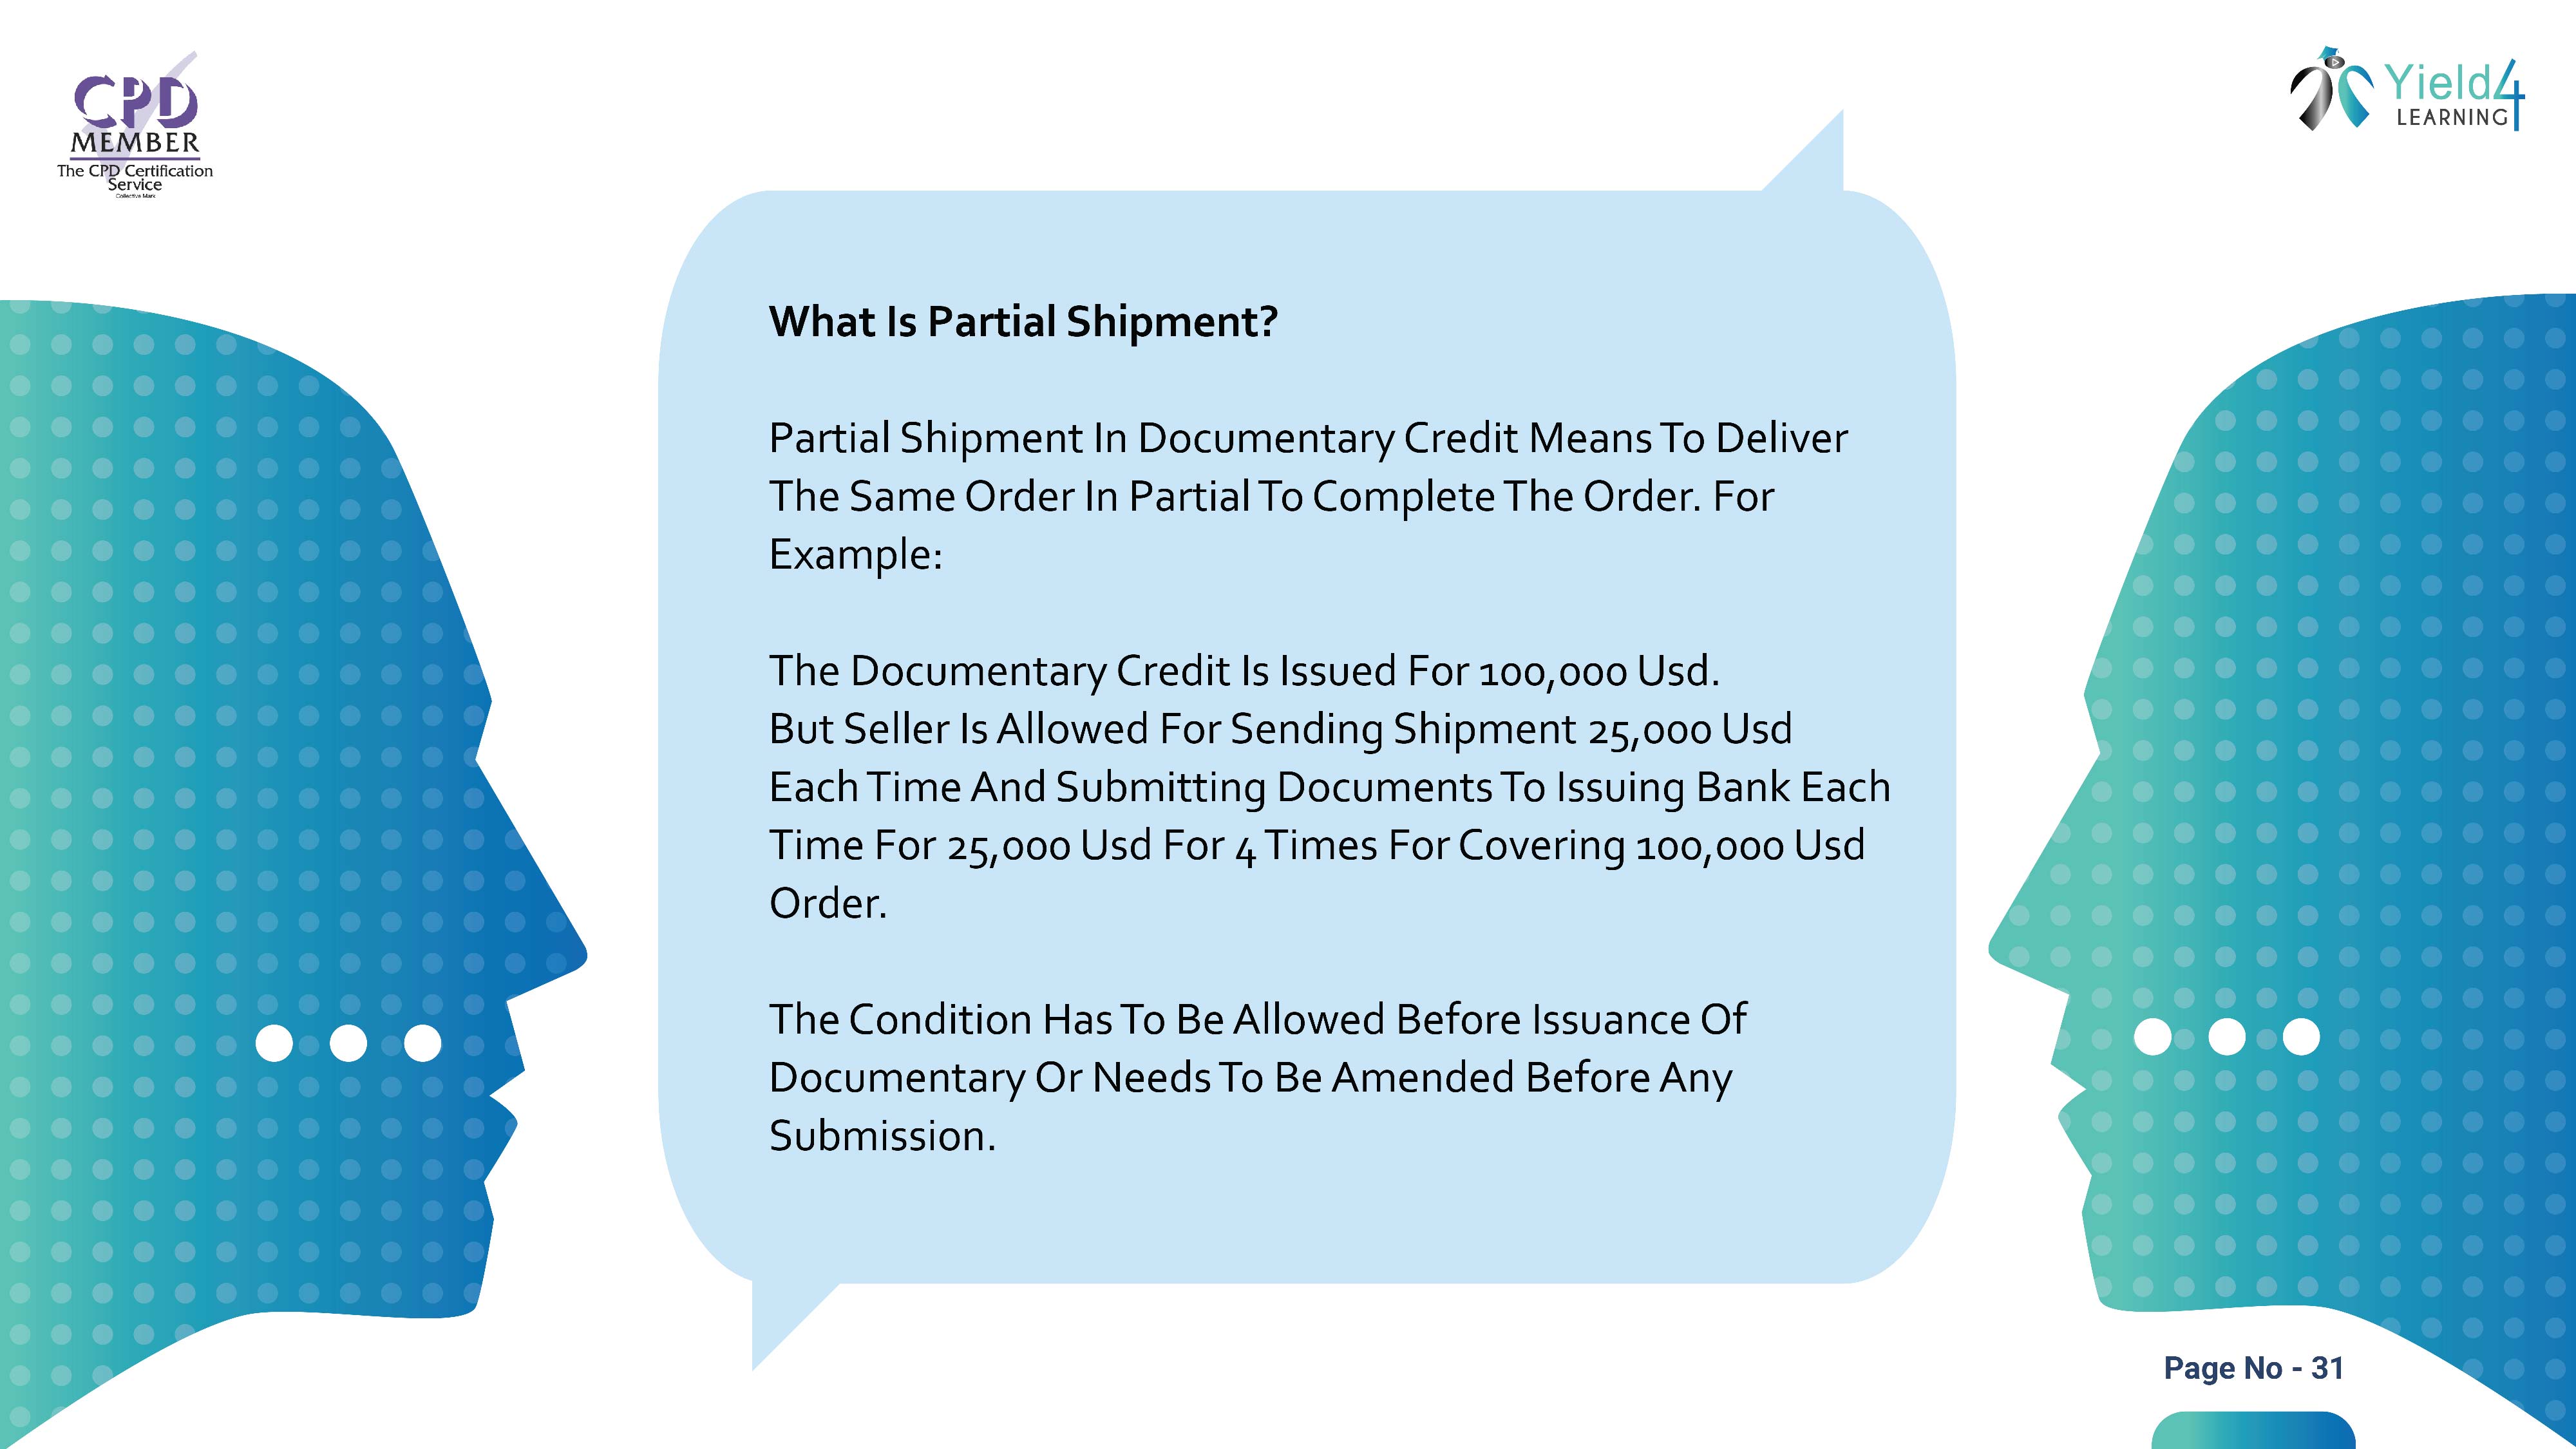 CPD
MEMBER
The CPD Certification
Service
Collective Mark
Yield4
LEARNING
What Is Partial Shipment?
Partial Shipment In Documentary Credit Means To Deliver
The Same Order In Partial To Complete The Order. For
Example:
The Documentary Credit Is Issued For 100,000 Usd.
But Seller Is Allowed For Sending Shipment 25,000 Usd
Each Time And Submitting Documents To Issuing Bank Each
Time For 25,000 Usd For 4 Times For Covering 100,000 Usd
Order.
The Condition Has To Be Allowed Before Issuance Of
Documentary Or Needs To Be Amended Before Any
Submission.
Page No - 31